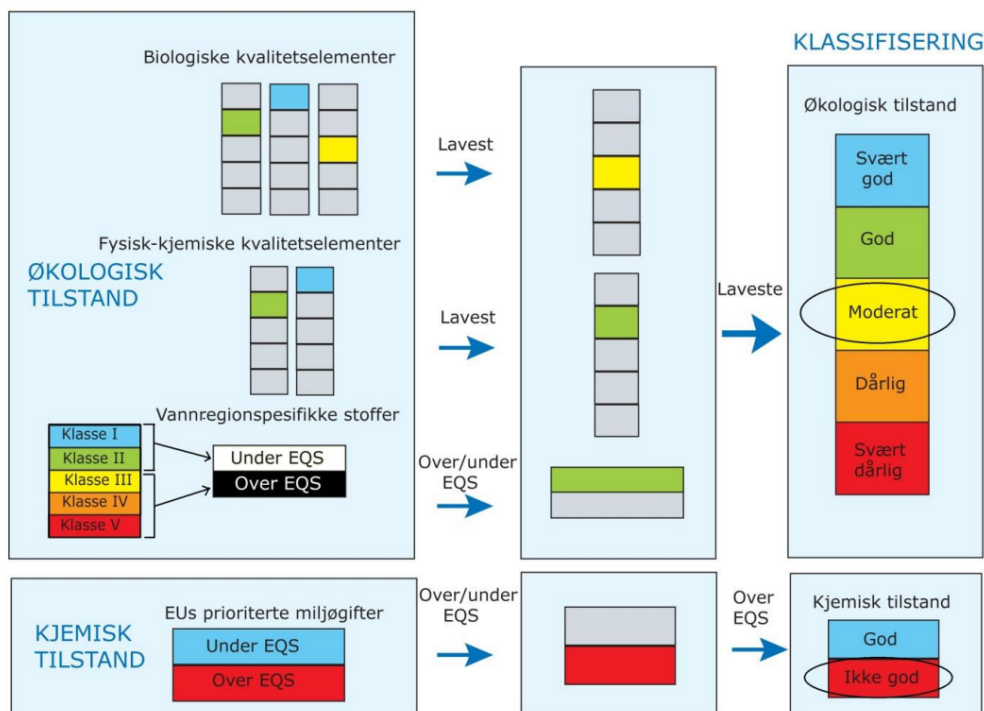 KLASSIFISERING
Biologiske kvalitetselementer
Lavest
Fysisk-kjemiske kvalitetselementer
ØKOLOGISK
TILSTAND
Lavest
Vannregionspesifikke stoffer
Klasse I
Klasse II
Klasse III
Klasse IV
Klasse V
Under EQS
Over EQS
Over/under
EQS
Laveste
Økologisk tilstand
Svært
god
God
Moderat
Dårlig
Svært
dårlig
KJEMISK
TILSTAND
EUs prioriterte miljøgifter
Under EQS
Over EQS
Over/under
EQS
Over
EQS
Kjemisk tilstand
God
Ikke god